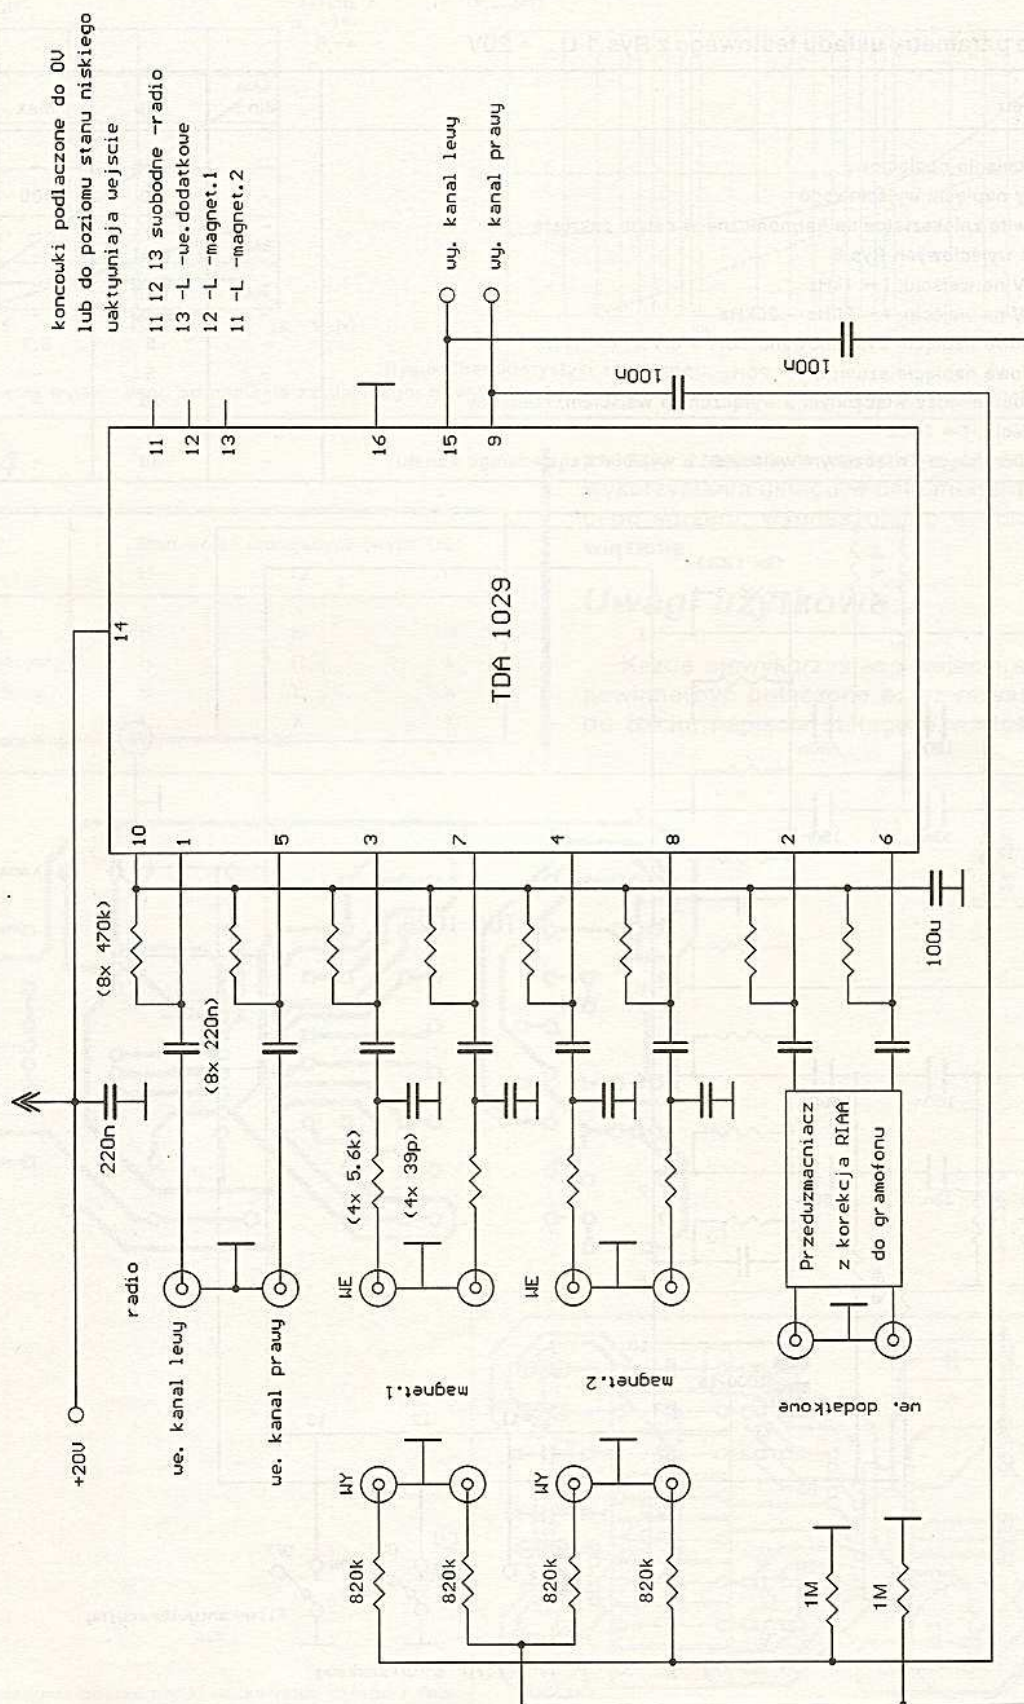 koncowki podlaczone do 0V
lub do poziomu stanu niskiego
uaktywniaja wejscie
11 12 13 swobodne -radio
13 -L -we.dodatkowe
12 -L -magnet.1
11 -L -magnet.2
+20V
220n
14
10
1
5
3
7
4
8
2
6
TDA 1029
11
12
13
16
15
9
wy. kanal lewy
wy. kanal prawy
100n
100n
(8x 470k)
(8x 220n)
100u
radio
we. kanal lewy
we. kanal prawy
(4x 5.6k)
(4x 39p)
WE
WE
magnet.1
magnet.2
Przedwzmacniacz
z korekcja RIAA
do gramofonu
we. dodatkowe
WY
WY
820k
820k
820k
820k
1M
1M